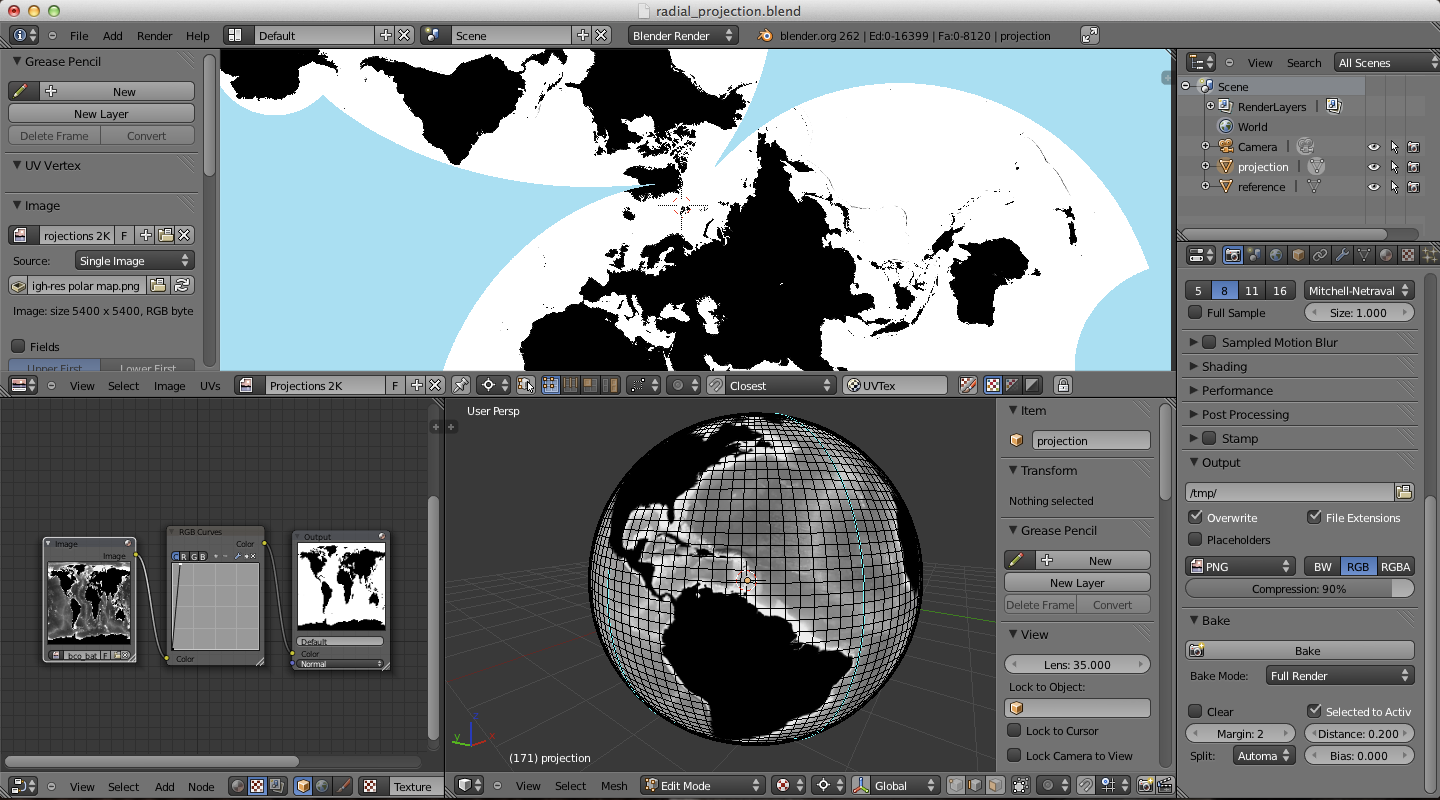 radial_projection.blend
File Add Render Help Default Scene Blender Render blender.org 262 | Ed:0-16399 | Fa:0-8120 | projection
Grease Pencil
New
New Layer
Delete Frame Convert
UV Vertex
Image
rojections 2K F
Source: Single Image
igh-res polar map.png
Image: size 5400 x 5400, RGB byte
Fields
Upper First Lower First
View Select Image UVs Projections 2K F Closest UVTex
View Search All Scenes
Scene
RenderLayers |
World
Camera |
projection |
reference |
5 8 11 16 Mitchell-Netraval
Full Sample Size: 1.000
Sampled Motion Blur
Shading
Performance
Post Processing
Stamp
Output
/tmp/
Overwrite File Extensions
Placeholders
PNG BW RGB RGBA
Compression: 90%
Bake
Bake
Bake Mode: Full Render
Clear Selected to Activ
Margin: 2 Distance: 0.200
Split: Automa Bias: 0.000
Image
Image
bco_bat F
RGB Curves
Color
C R G B
Color
Output
Default
Color
Normal
View Select Add Node Texture
User Persp
y x
(171) projection
Item
projection
Transform
Nothing selected
Grease Pencil
New
New Layer
Delete Frame Convert
View
Lens: 35.000
Lock to Object:
Lock to Cursor
Lock Camera to View
View Select Mesh Edit Mode Global